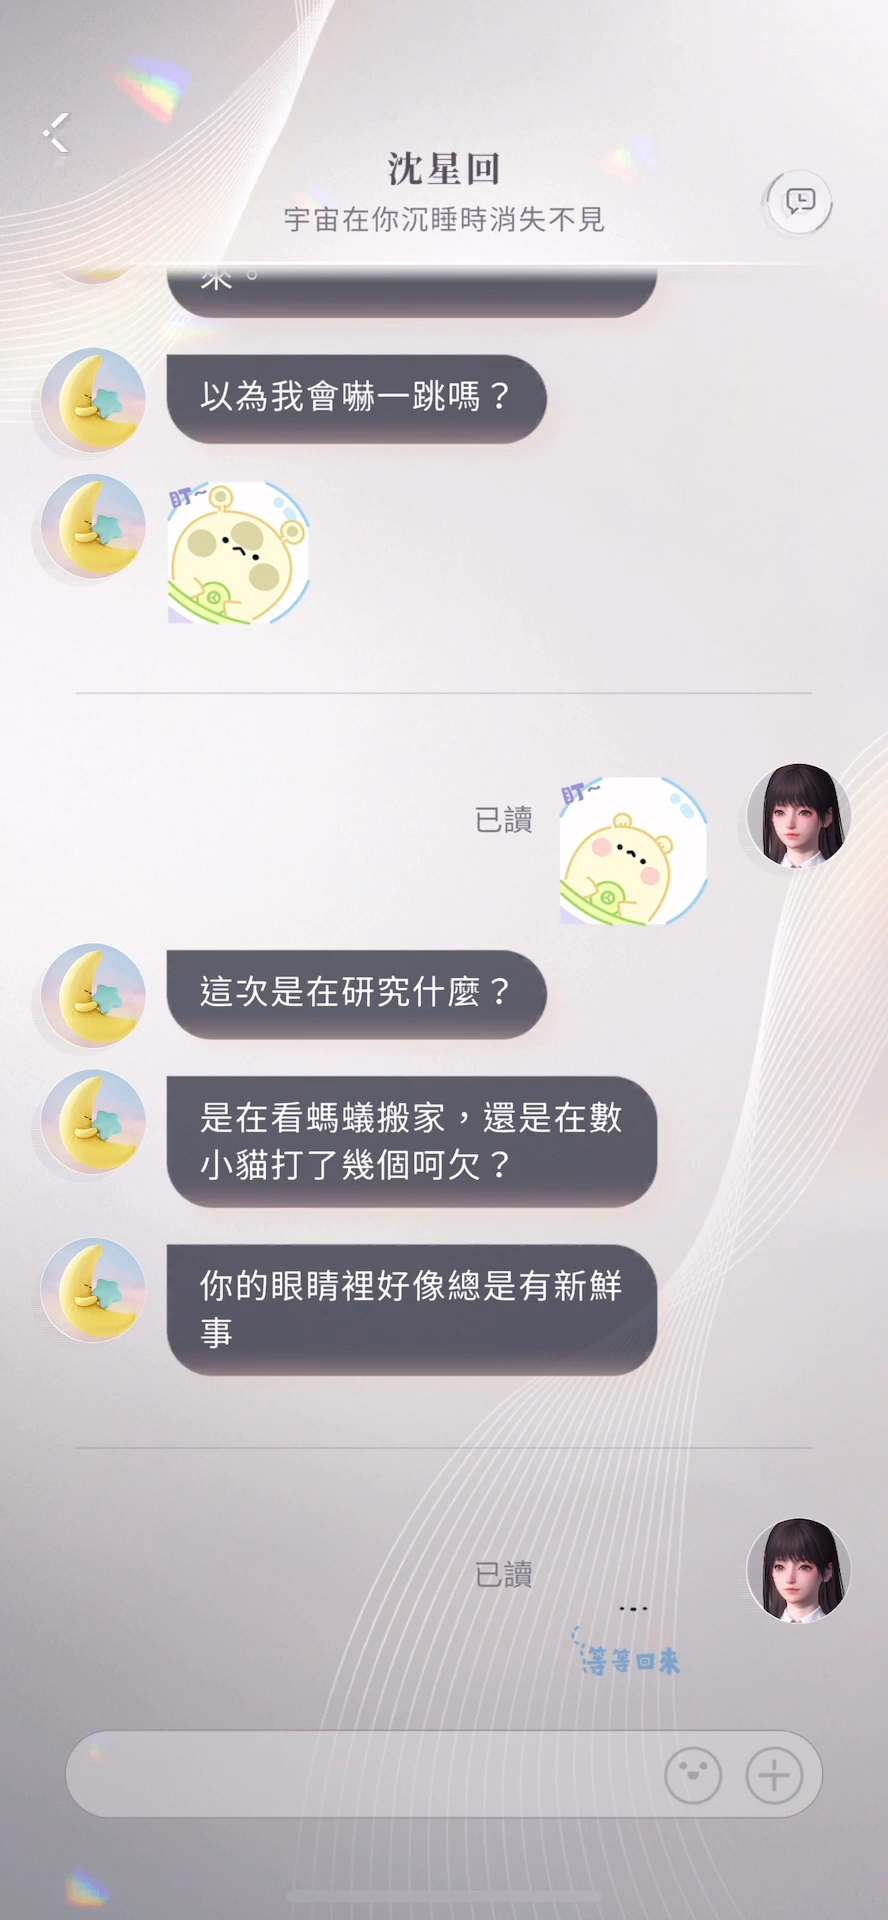 沈星回
宇宙在你沉睡時消失不見
來。
以為我會嚇一跳嗎？
盯~
已讀
盯~
這次是在研究什麼？
是在看螞蟻搬家，還是在數
小貓打了幾個呵欠？
你的眼睛裡好像總是有新鮮
事
已讀
等等回來